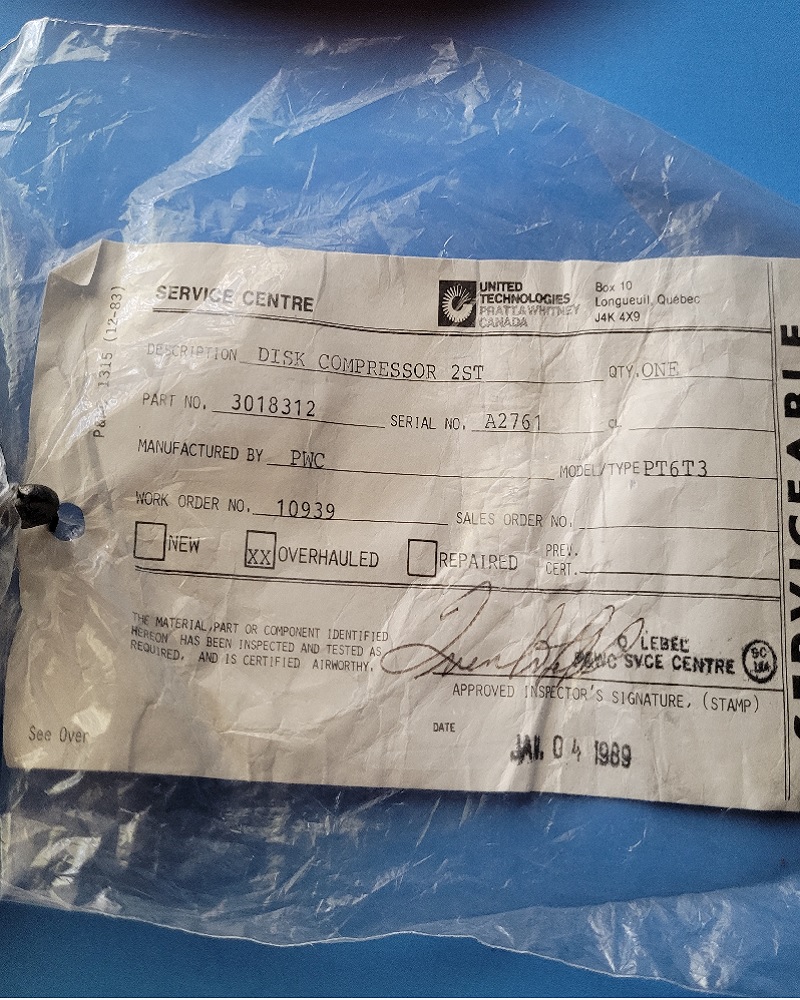 SERVICE CENTRE
UNITED
TECHNOLOGIES
PRATT & WHITNEY
CANADA
Box 10
Longueuil, Québec
J4K 4X9
1315 (12-83)
DESCRIPTION DISK COMPRESSOR 2ST QTY. ONE
PART NO. 3018312 SERIAL NO. A2761
MANUFACTURED BY PWC MODEL/TYPE PT6T3
WORK ORDER NO. 10939 SALES ORDER NO.
NEW XX OVERHAULED REPAIRED PREV.
CERT.
THE MATERIAL, PART OR COMPONENT IDENTIFIED
HEREON HAS BEEN INSPECTED AND TESTED AS
REQUIRED, AND IS CERTIFIED AIRWORTHY.
LEBEL
SVCE CENTRE
APPROVED INSPECTOR'S SIGNATURE, (STAMP)
See Over
DATE
JAN. 04 1989
SERVICEABLE